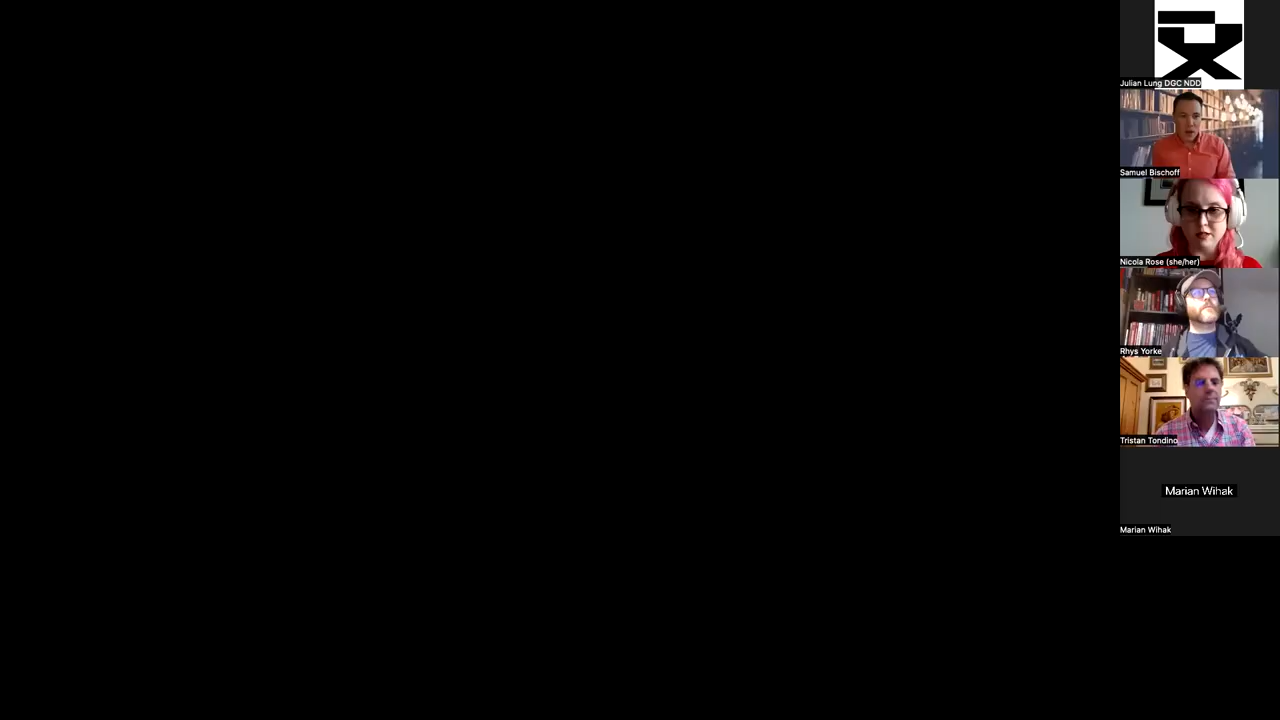 Julian Lung DGC NDD
Samuel Bischoff
Nicola Rose (she/her)
Rhys Yorke
Tristan Tondino
Marian Wihak
Marian Wihak